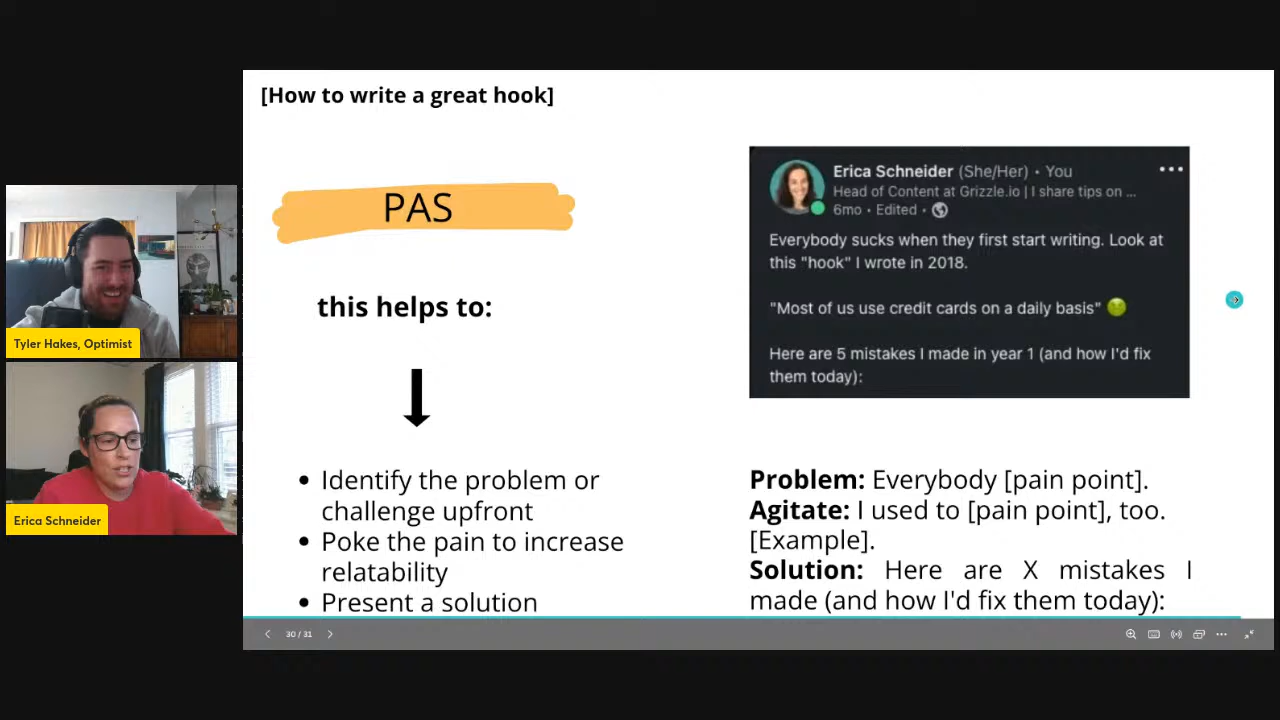 [How to write a great hook]
PAS
this helps to:
• Identify the problem or
challenge upfront
• Poke the pain to increase
relatability
• Present a solution
Erica Schneider (She/Her) • You
Head of Content at Grizzle.io | I share tips on ...
6mo • Edited •
Everybody sucks when they first start writing. Look at
this "hook" I wrote in 2018.
"Most of us use credit cards on a daily basis" 🤢
Here are 5 mistakes I made in year 1 (and how I'd fix
them today):
Problem: Everybody [pain point].
Agitate: I used to [pain point], too.
[Example].
Solution: Here are X mistakes I
made (and how I'd fix them today):
Tyler Hakes, Optimist
Erica Schneider
30 / 31